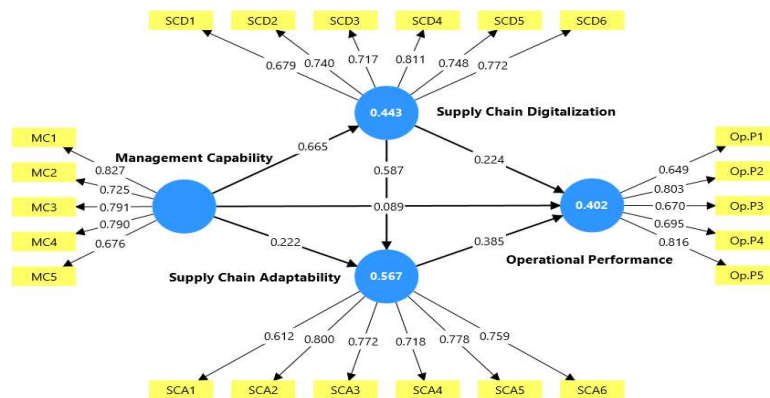 SCD1 SCD2 SCD3 SCD4 SCD5 SCD6
0.679 0.740 0.717 0.811 0.748 0.772
0.443
Supply Chain Digitalization
MC1
MC2
MC3
MC4
MC5
0.827
0.725
0.791
0.790
0.676
Management Capability
0.665
0.587
0.224
0.089
0.222
0.385
0.402
Operational Performance
Op.P1
Op.P2
Op.P3
Op.P4
Op.P5
0.649
0.803
0.670
0.695
0.816
Supply Chain Adaptability
0.567
0.612 0.800 0.772 0.718 0.778 0.759
SCA1 SCA2 SCA3 SCA4 SCA5 SCA6